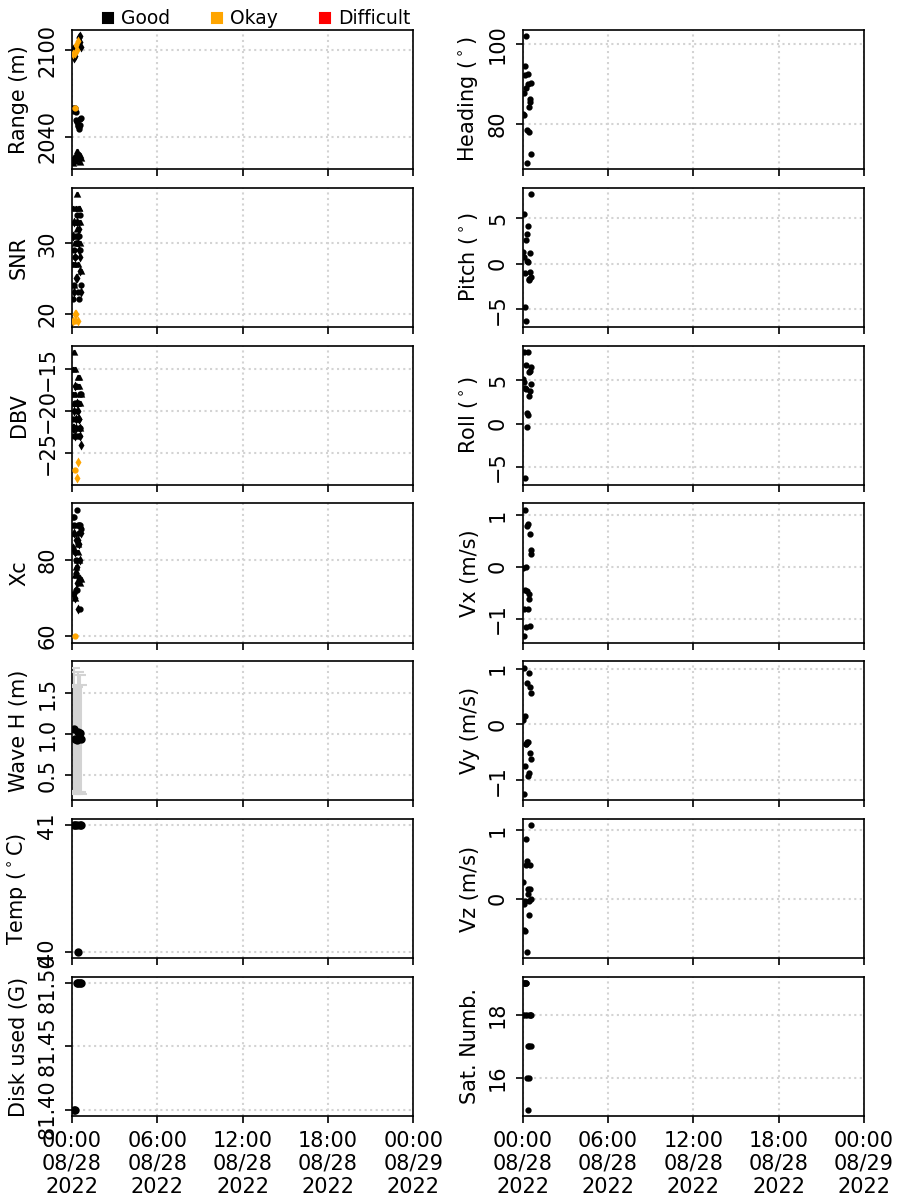 Good Okay Difficult
Range (m)
2100
2040
Heading (°)
100
80
SNR
30
20
Pitch (°)
5
0
−5
DBV
−15
−20
−25
Roll (°)
5
0
−5
Xc
80
60
Vx (m/s)
1
0
−1
Wave H (m)
1.5
1.0
0.5
Vy (m/s)
1
0
−1
Temp (°C)
41
40
Vz (m/s)
1
0
Disk used (G)
81.50
81.45
81.40
Sat. Numb.
18
16
00:00 06:00 12:00 18:00 00:00
08/28 08/28 08/28 08/28 08/29
2022 2022 2022 2022 2022
00:00 06:00 12:00 18:00 00:00
08/28 08/28 08/28 08/28 08/29
2022 2022 2022 2022 2022